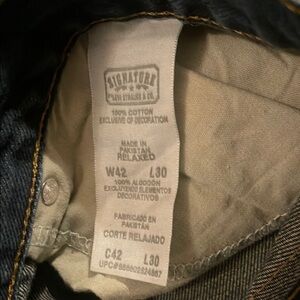 SIGNATURE
LEVI STRAUSS & CO.
100% COTTON
EXCLUSIVE OF DECORATION
MADE IN
PAKISTAN
RELAXED
W42 L30
100% ALGODÓN
EXCLUYENDO ELEMENTOS
DECORATIVOS
FABRICADO EN
PAKISTÁN
CORTE RELAJADO
C42 L30